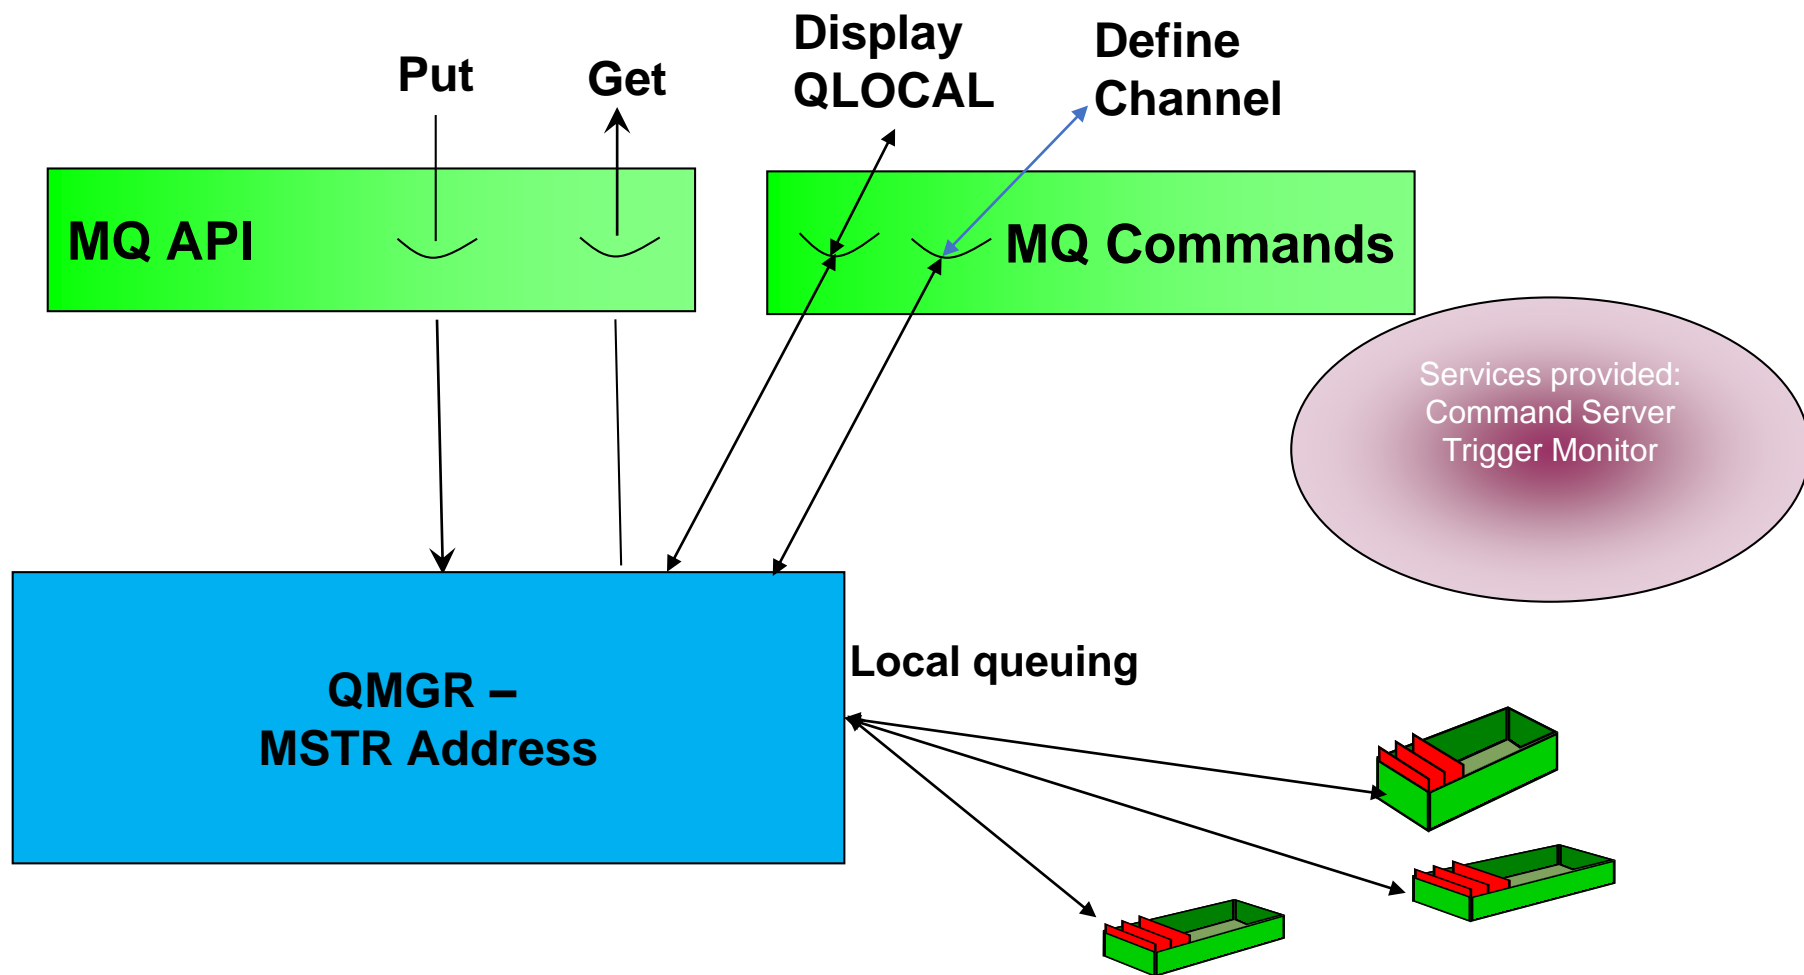 Put
Get
Display
QLOCAL
Define
Channel
MQ API
MQ Commands
Services provided:
Command Server
Trigger Monitor
QMGR –
MSTR Address
Local queuing